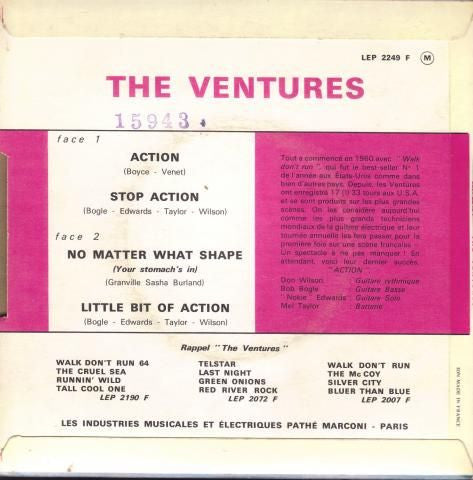 LEP 2249 F M
THE VENTURES
15943
face 1
ACTION
(Boyce - Venet)
STOP ACTION
(Bogle - Edwards - Taylor - Wilson)
face 2
NO MATTER WHAT SHAPE
(Your stomach's in)
(Granville Sasha Burland)
LITTLE BIT OF ACTION
(Bogle - Edwards - Taylor - Wilson)
Tout a commencé en 1960 avec " Walk
don't run ", qui fut le best-seller N° 1
de l'année aux États-Unis comme dans
bien d'autres pays. Depuis, les Ventures
ont enregistré 17 (!) 33 tours aux U.S.A.
et se sont produits sur les plus grandes
scènes. On les considère aujourd'hui
comme les plus grands techniciens
mondiaux de la guitare électrique et leur
tournée annuelle les fera passer pour la
première fois sur une scène française -
Un spectacle à ne pas manquer ! En
attendant, voici leur dernier succès,
"ACTION".
Don Wilson : Guitare rythmique
Bob Bogle : Guitare Basse
"Nokie" Edwards : Guitare Solo
Mel Taylor : Batterie
Rappel "The Ventures"
WALK DON'T RUN 64
THE CRUEL SEA
RUNNIN' WILD
TALL COOL ONE
LEP 2190 F
TELSTAR
LAST NIGHT
GREEN ONIONS
RED RIVER ROCK
LEP 2072 F
WALK DON'T RUN
THE Mc COY
SILVER CITY
BLUER THAN BLUE
LEP 2007 F
LES INDUSTRIES MUSICALES ET ÉLECTRIQUES PATHÉ MARCONI - PARIS
MADE IN FRANCE